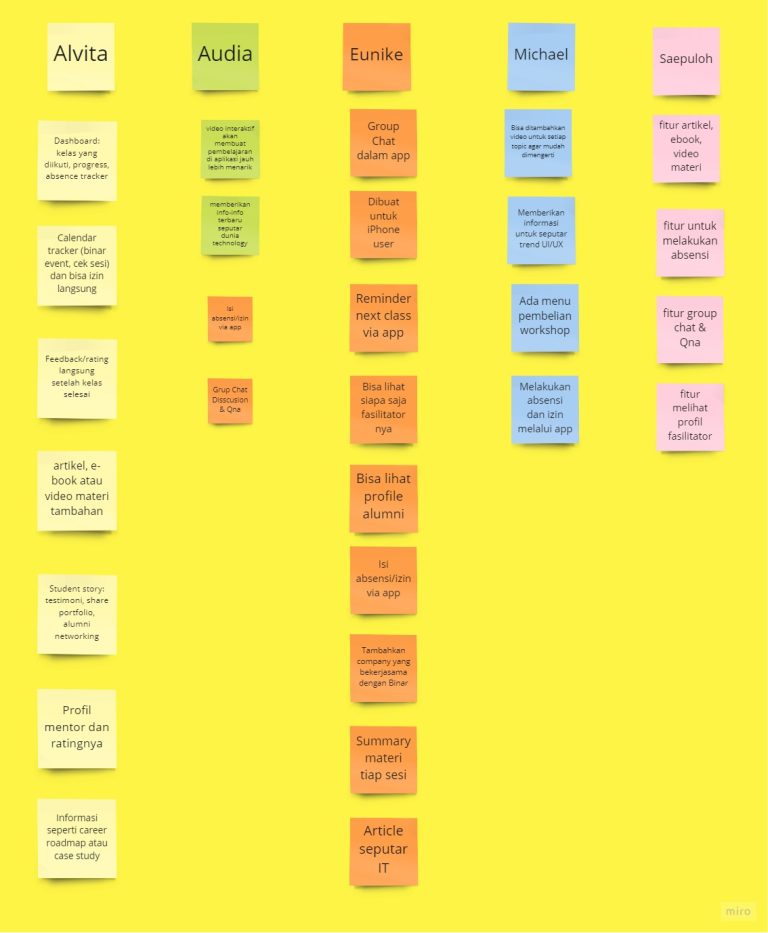 Alvita
Dashboard:
kelas yang
diikuti, progress,
absence tracker
Calendar
tracker (binar
event, cek sesi)
dan bisa izin
langsung
Feedback/rating
langsung
setelah kelas
selesai
artikel, e-
book atau
video materi
tambahan
Student story:
testimoni, share
portfolio,
alumni
networking
Profil
mentor dan
ratingnya
Informasi
seperti career
roadmap atau
case study
Audia
video interaktif
akan
membuat
pembelajaran
di aplikasi jauh
lebih menarik
memberikan
info-info
terbaru
seputar
dunia
technology
Isi
absensi/izin
via app
Grup Chat
Disscusion
& Qna
Eunike
Group
Chat
dalam app
Dibuat
untuk
iPhone
user
Reminder
next class
via app
Bisa lihat
siapa saja
fasilitator
nya
Bisa lihat
profile
alumni
Isi
absensi/izin
via app
Tambahkan
company yang
bekerjasama
dengan Binar
Summary
materi
tiap sesi
Article
seputar
IT
Michael
Bisa ditambahkan
video untuk setiap
topic agar mudah
dimengerti
Memberikan
informasi
untuk seputar
trend UI/UX
Ada menu
pembelian
workshop
Melakukan
absensi
dan izin
melalui app
Saepuloh
fitur artikel,
ebook,
video
materi
fitur untuk
melakukan
absensi
fitur group
chat &
Qna
fitur
melihat
profil
fasilitator
miro